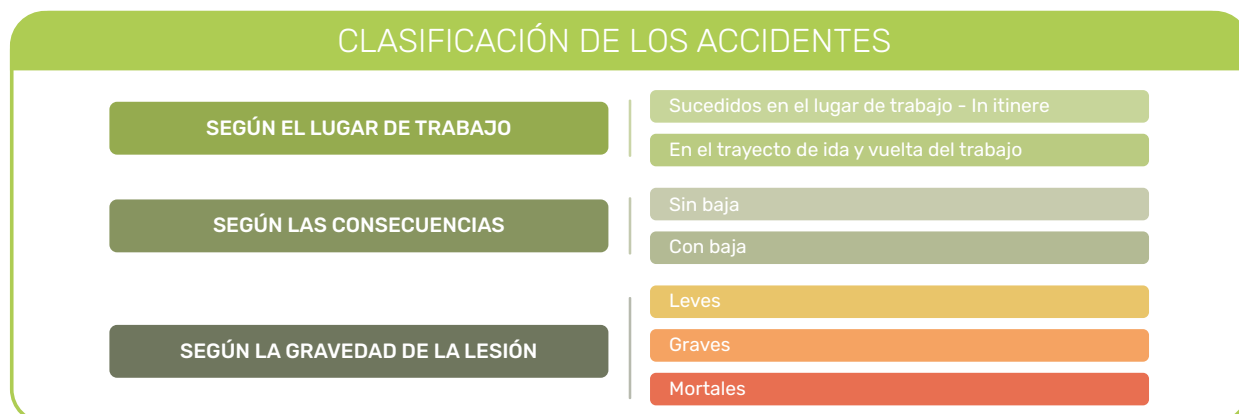 CLASIFICACIÓN DE LOS ACCIDENTES
SEGÚN EL LUGAR DE TRABAJO
Sucedidos en el lugar de trabajo - In itinere
En el trayecto de ida y vuelta del trabajo
SEGÚN LAS CONSECUENCIAS
Sin baja
Con baja
SEGÚN LA GRAVEDAD DE LA LESIÓN
Leves
Graves
Mortales